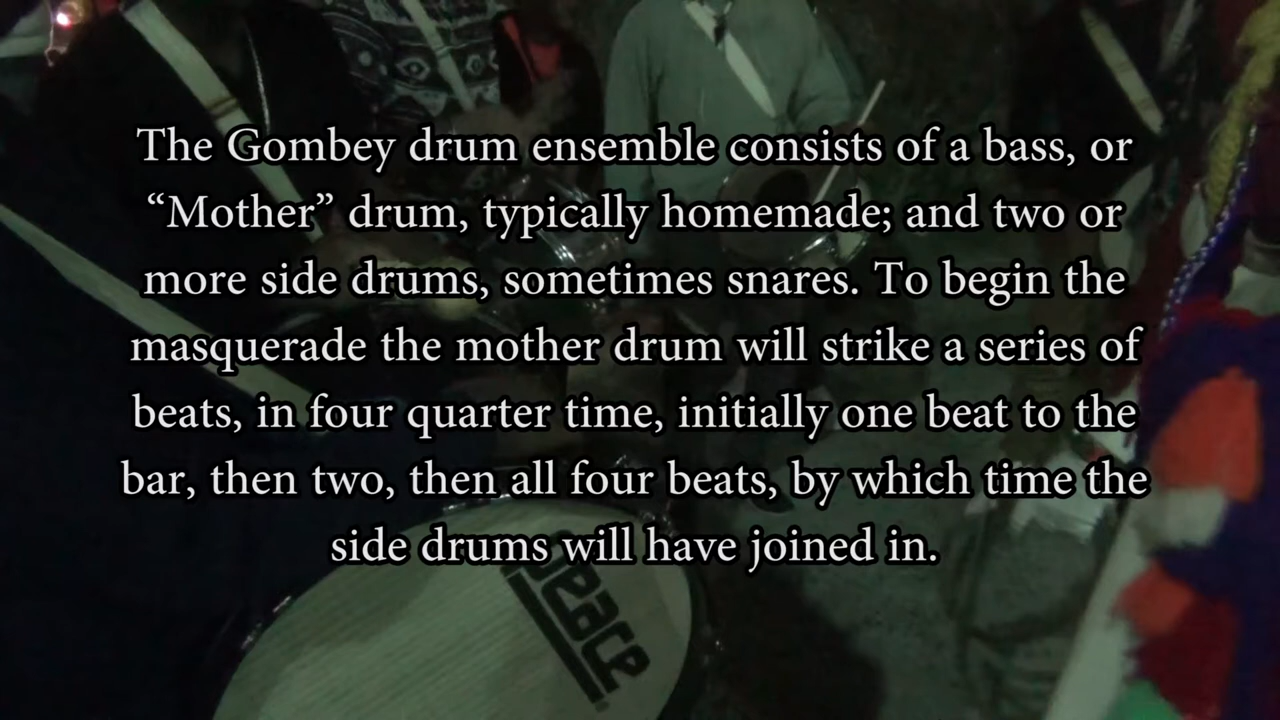 The Gombey drum ensemble consists of a bass, or
“Mother” drum, typically homemade; and two or
more side drums, sometimes snares. To begin the
masquerade the mother drum will strike a series of
beats, in four quarter time, initially one beat to the
bar, then two, then all four beats, by which time the
side drums will have joined in.
peace